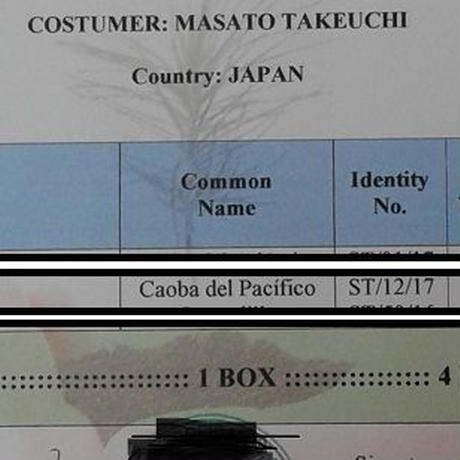 COSTUMER: MASATO TAKEUCHI
Country: JAPAN
Common Name
Identity No.
Caoba del Pacífico ST/12/17
1 BOX 4